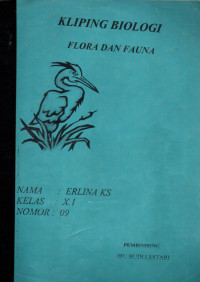 KLIPING BIOLOGI
FLORA DAN FAUNA
NAMA : ERLINA KS
KELAS : X.1
NOMOR : 09
PEMBIMBING